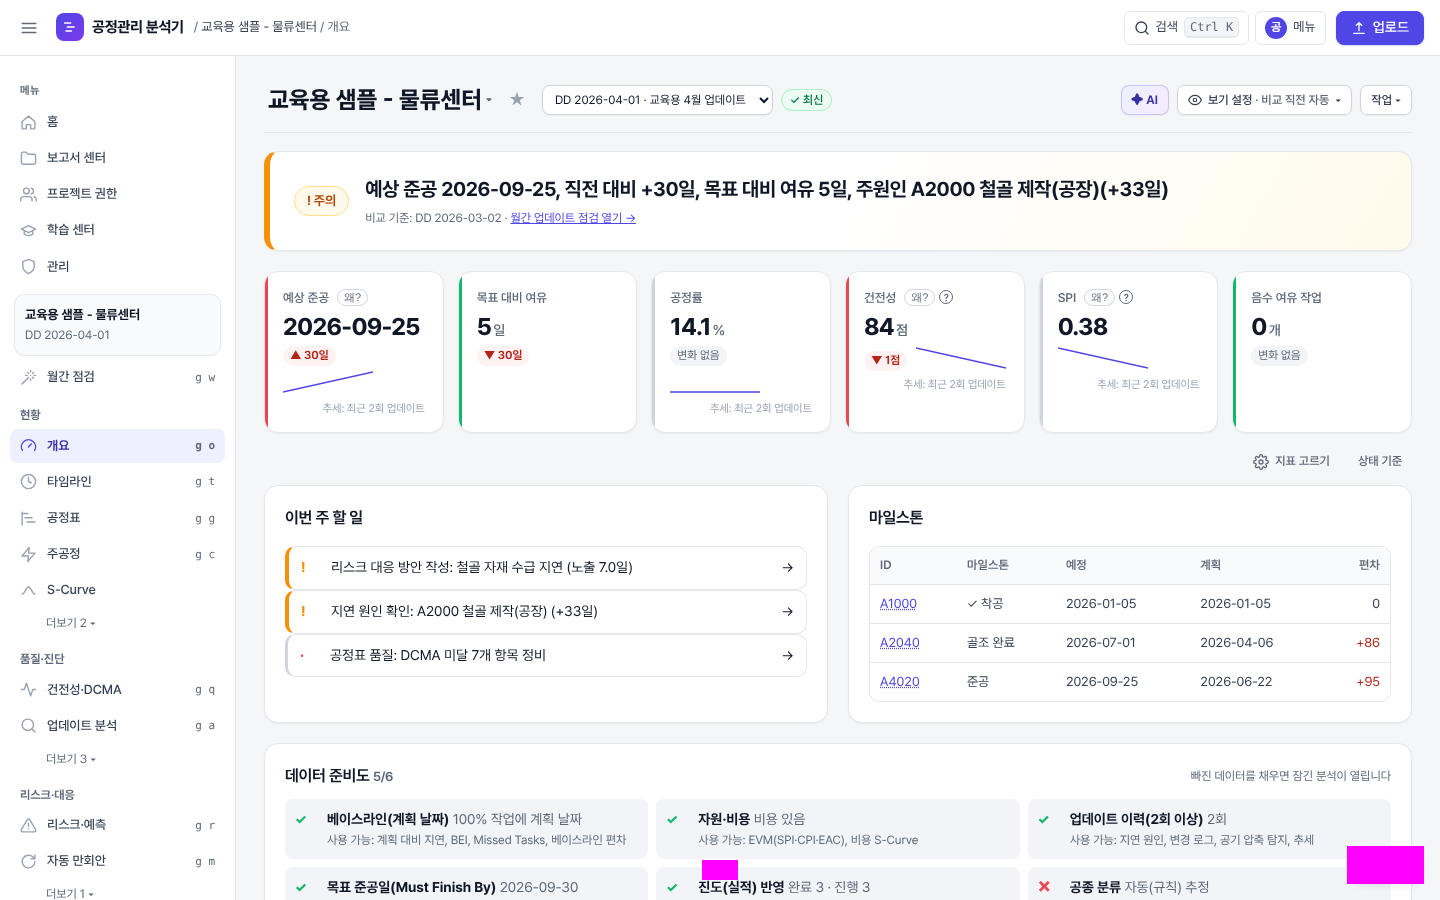 공정관리 분석기 / 교육용 샘플 - 물류센터 / 개요
검색 Ctrl K
공 메뉴
업로드
메뉴
홈
보고서 센터
프로젝트 권한
학습 센터
관리
교육용 샘플 - 물류센터
DD 2026-04-01
월간 점검 g w
현황
개요 g o
타임라인 g t
공정표 g g
주공정 g c
S-Curve
더보기 2
품질·진단
건전성·DCMA g q
업데이트 분석 g a
더보기 3
리스크·대응
리스크·예측 g r
자동 만회안 g m
더보기 1
교육용 샘플 - 물류센터 ★ DD 2026-04-01 · 교육용 4월 업데이트 ✓ 최신
AI
보기 설정 · 비교 직전 자동
작업
! 주의
예상 준공 2026-09-25, 직전 대비 +30일, 목표 대비 여유 5일, 주원인 A2000 철골 제작(공장)(+33일)
비교 기준: DD 2026-03-02 · 월간 업데이트 점검 열기 →
예상 준공 왜?
2026-09-25
▲ 30일
추세: 최근 2회 업데이트
목표 대비 여유
5일
▼ 30일
공정률
14.1%
변화 없음
추세: 최근 2회 업데이트
건전성 왜? ?
84점
▼ 1점
추세: 최근 2회 업데이트
SPI 왜? ?
0.38
추세: 최근 2회 업데이트
음수 여유 작업
0개
변화 없음
지표 고르기
상태 기준
이번 주 할 일
! 리스크 대응 방안 작성: 철골 자재 수급 지연 (노출 7.0일) →
! 지연 원인 확인: A2000 철골 제작(공장) (+33일) →
· 공정표 품질: DCMA 미달 7개 항목 정비 →
마일스톤
ID 마일스톤 예정 계획 편차
A1000 ✓ 착공 2026-01-05 2026-01-05 0
A2040 골조 완료 2026-07-01 2026-04-06 +86
A4020 준공 2026-09-25 2026-06-22 +95
데이터 준비도 5/6
빠진 데이터를 채우면 잠긴 분석이 열립니다
✓ 베이스라인(계획 날짜) 100% 작업에 계획 날짜
사용 가능: 계획 대비 지연, BEI, Missed Tasks, 베이스라인 편차
✓ 자원·비용 비용 있음
사용 가능: EVM(SPI·CPI·EAC), 비용 S-Curve
✓ 업데이트 이력(2회 이상) 2회
사용 가능: 지연 원인, 변경 로그, 공기 압축 탐지, 추세
✓ 목표 준공일(Must Finish By) 2026-09-30
✓ 진도(실적) 반영 완료 3 · 진행 3
✕ 공종 분류 자동(규칙) 추정